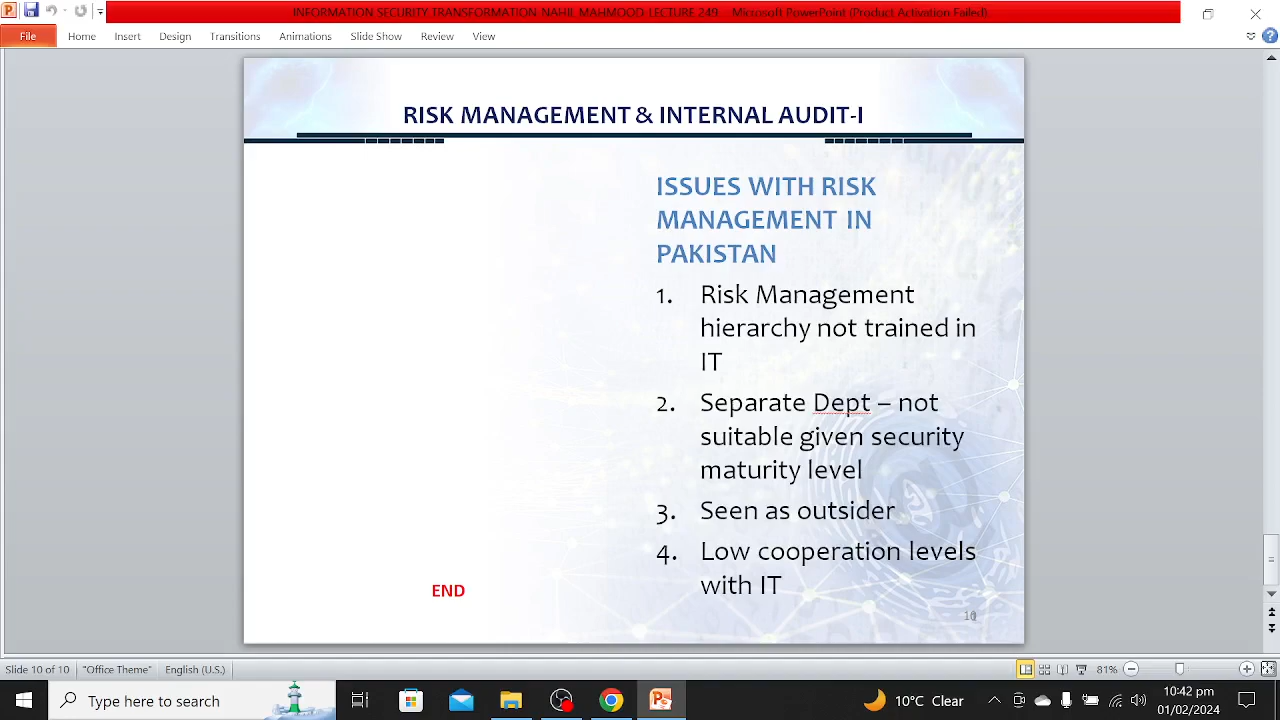 INFORMATION SECURITY TRANSFORMATION-NAHIL MAHMOOD-LECTURE 249 - Microsoft PowerPoint (Product Activation Failed)
File Home Insert Design Transitions Animations Slide Show Review View
RISK MANAGEMENT & INTERNAL AUDIT-I
ISSUES WITH RISK
MANAGEMENT IN
PAKISTAN
1. Risk Management
hierarchy not trained in
IT
2. Separate Dept – not
suitable given security
maturity level
3. Seen as outsider
4. Low cooperation levels
with IT
END
10
Slide 10 of 10 "Office Theme" English (U.S.) 81%
Type here to search 10°C Clear 10:42 pm
01/02/2024